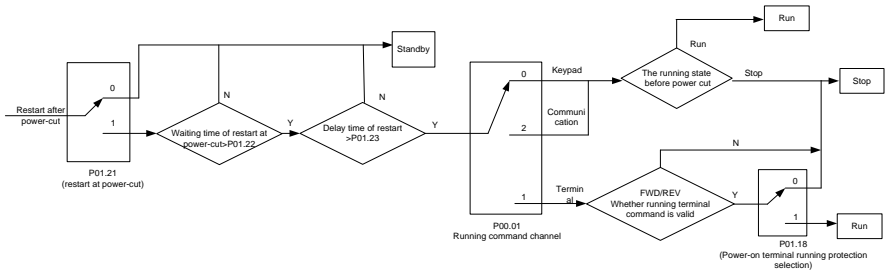 Restart after
power-cut
0
1
P01.21
(restart at power-cut)
Waiting time of restart at
power-cut>P01.22
N
Y
Delay time of restart
>P01.23
N
Y
Standby
0
2
1
P00.01
Running command channel
Keypad
Communi
cation
Termin
al
The running state
before power cut
Run
Run
Stop
Stop
FWD/REV
Whether running terminal
command is valid
N
Y
0
1
P01.18
(Power-on terminal running protection
selection)
Run